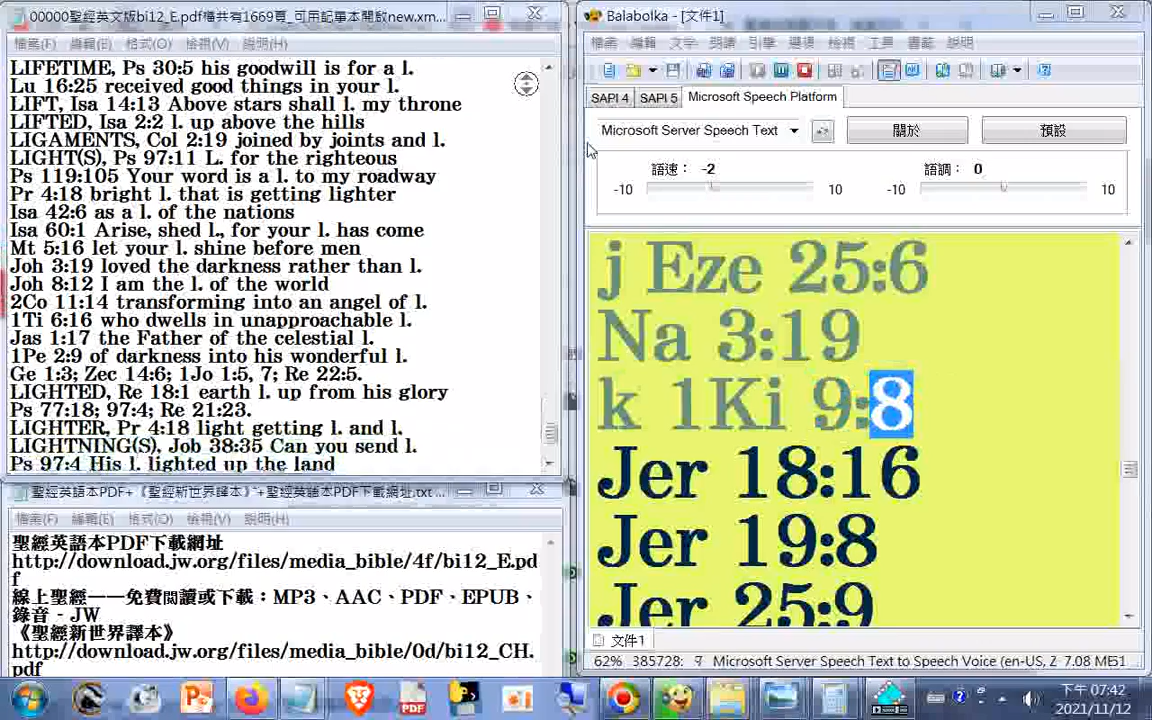 00000聖經英文版bi12_E.pdf檔共有1669頁_可用記事本開啟new.xm...
檔案(F) 編輯(E) 格式(O) 檢視(V) 說明(H)
LIFETIME, Ps 30:5 his goodwill is for a l.
Lu 16:25 received good things in your l.
LIFT, Isa 14:13 Above stars shall l. my throne
LIFTED, Isa 2:2 l. up above the hills
LIGAMENTS, Col 2:19 joined by joints and l.
LIGHT(S), Ps 97:11 L. for the righteous
Ps 119:105 Your word is a l. to my roadway
Pr 4:18 bright l. that is getting lighter
Isa 42:6 as a l. of the nations
Isa 60:1 Arise, shed l., for your l. has come
Mt 5:16 let your l. shine before men
Joh 3:19 loved the darkness rather than l.
Joh 8:12 I am the l. of the world
2Co 11:14 transforming into an angel of l.
1Ti 6:16 who dwells in unapproachable l.
Jas 1:17 the Father of the celestial l.
1Pe 2:9 of darkness into his wonderful l.
Ge 1:3; Zec 14:6; 1Jo 1:5, 7; Re 22:5.
LIGHTED, Re 18:1 earth l. up from his glory
Ps 77:18; 97:4; Re 21:23.
LIGHTER, Pr 4:18 light getting l. and l.
LIGHTNING(S), Job 38:35 Can you send l.
Ps 97:4 His l. lighted up the land
聖經英語本PDF+《聖經新世界譯本》+聖經英語本PDF下載網址.txt ...
檔案(F) 編輯(E) 格式(O) 檢視(V) 說明(H)
聖經英語本PDF下載網址
http://download.jw.org/files/media_bible/4f/bi12_E.pd
f
線上聖經——免費閱讀或下載：MP3、AAC、PDF、EPUB、
錄音 - JW
《聖經新世界譯本》
http://download.jw.org/files/media_bible/0d/bi12_CH.
pdf
Balabolka - [文件1]
檔案 編輯 文字 朗讀 引擎 選項 檢視 工具 書籤 說明
SAPI 4 SAPI 5 Microsoft Speech Platform
Microsoft Server Speech Text 關於 預設
語速： -2 語調： 0
-10 10 -10 10
j Eze 25:6
Na 3:19
k 1Ki 9:8
Jer 18:16
Jer 19:8
Jer 25:9
文件1
62% 385728: 9 Microsoft Server Speech Text to Speech Voice (en-US, Z 7.08 ME51
下午 07:42
2021/11/12